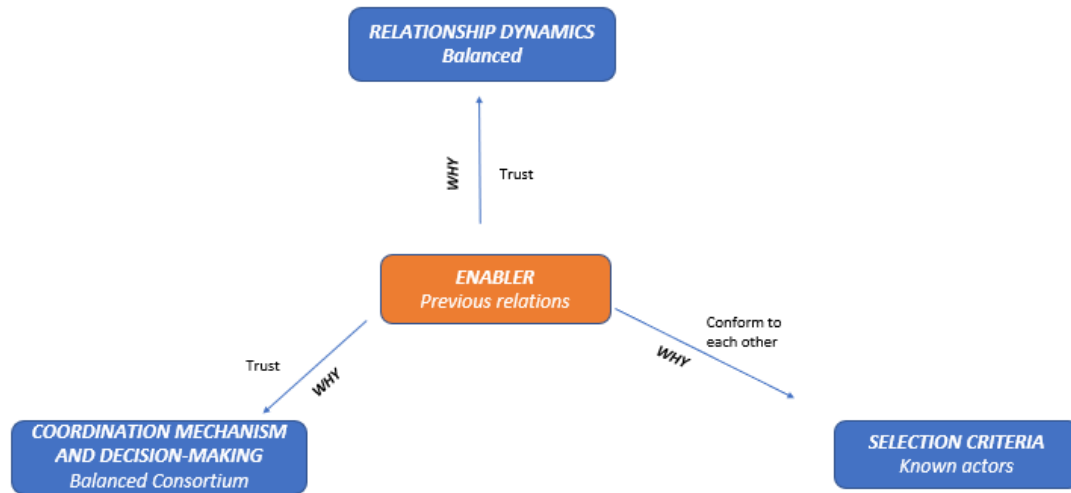 RELATIONSHIP DYNAMICS
Balanced
WHY
Trust
ENABLER
Previous relations
Conform to
each other
WHY
Trust
WHY
COORDINATION MECHANISM
AND DECISION-MAKING
Balanced Consortium
SELECTION CRITERIA
Known actors